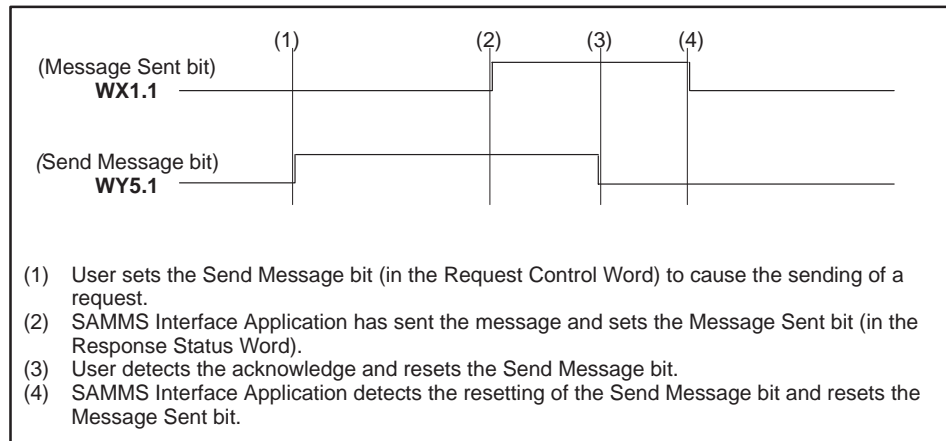 (1) (2) (3) (4)
(Message Sent bit)
WX1.1
(Send Message bit)
WY5.1
(1) User sets the Send Message bit (in the Request Control Word) to cause the sending of a
request.
(2) SAMMS Interface Application has sent the message and sets the Message Sent bit (in the
Response Status Word).
(3) User detects the acknowledge and resets the Send Message bit.
(4) SAMMS Interface Application detects the resetting of the Send Message bit and resets the
Message Sent bit.